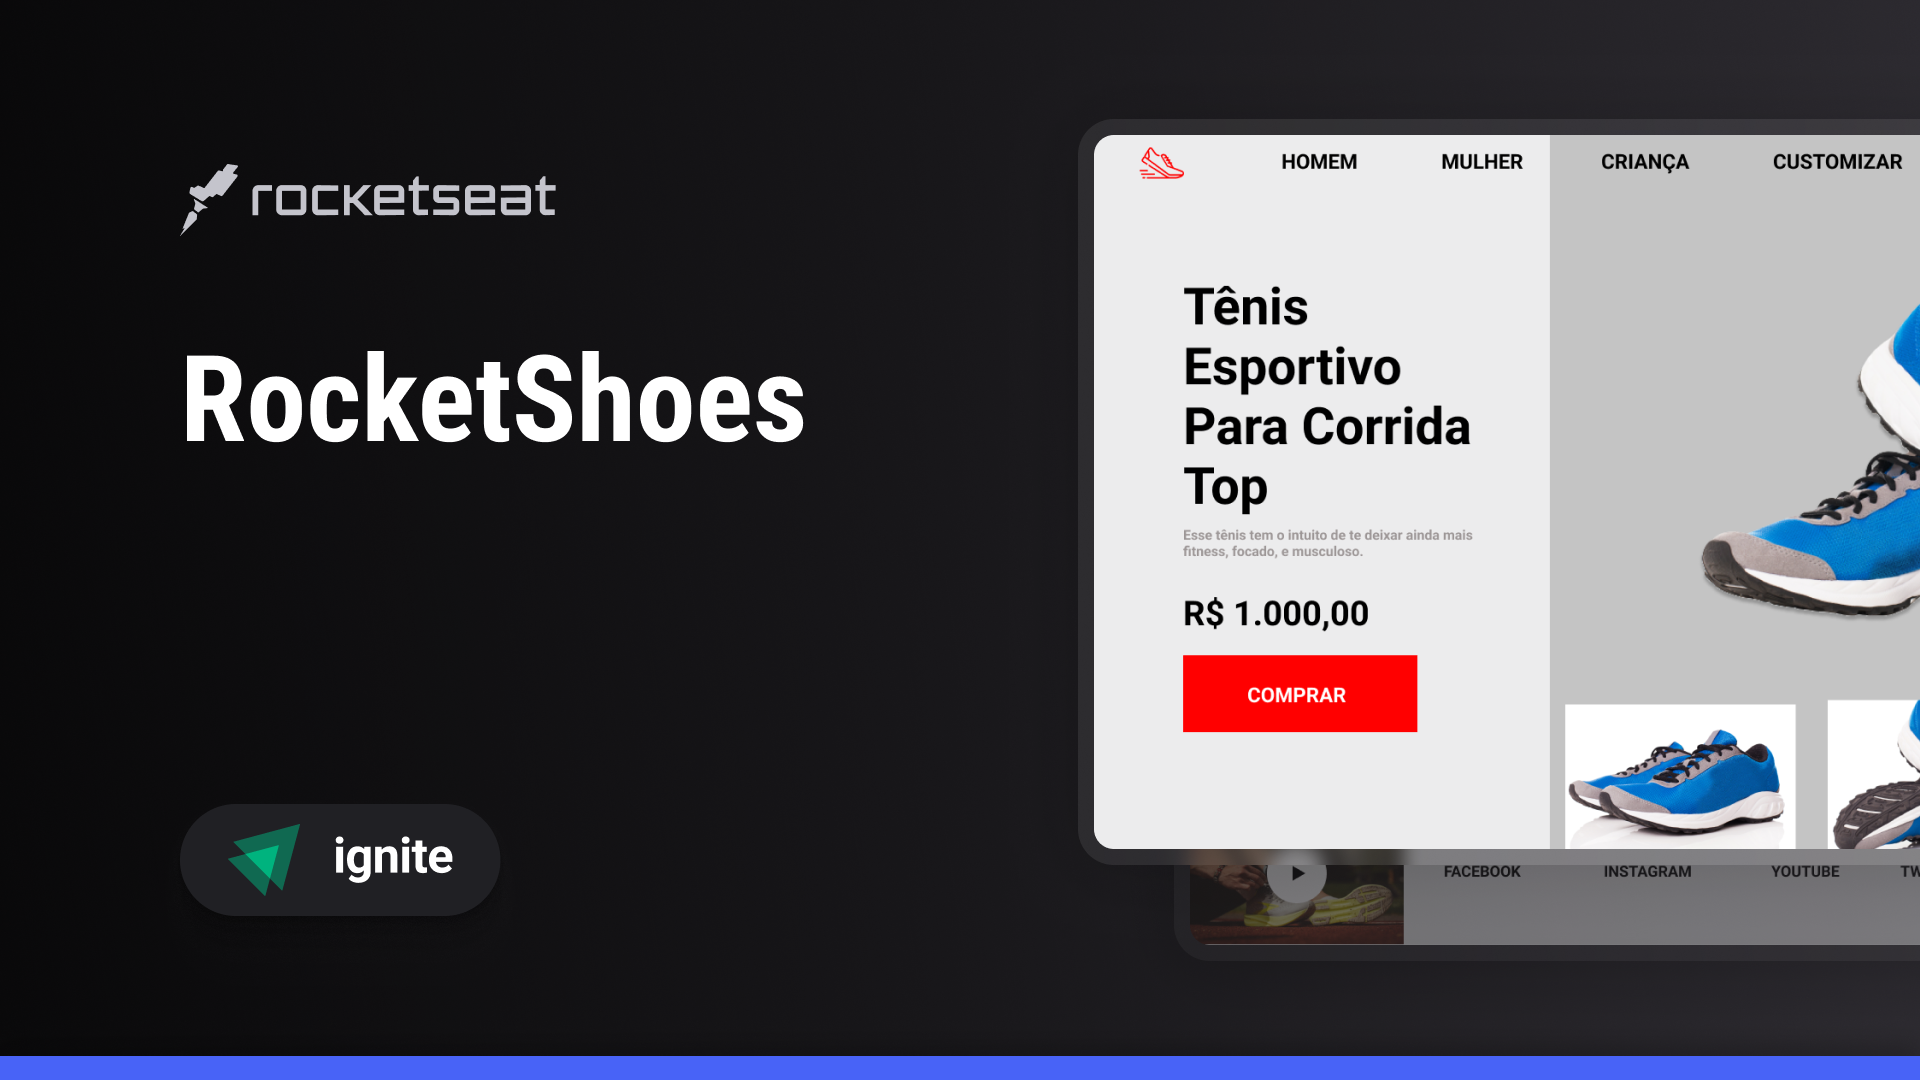 rocketseat
RocketShoes
ignite
HOMEM MULHER CRIANÇA CUSTOMIZAR
Tênis
Esportivo
Para Corrida
Top
Esse tênis tem o intuito de te deixar ainda mais
fitness, focado, e musculoso.
R$ 1.000,00
COMPRAR
FACEBOOK INSTAGRAM YOUTUBE TW